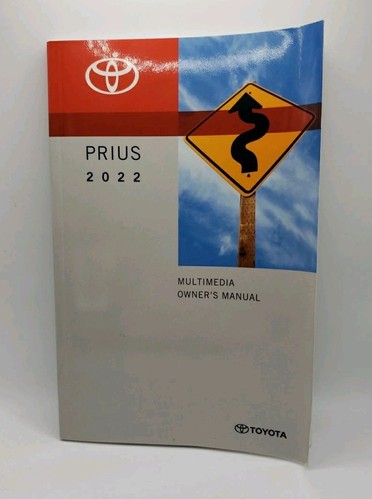 PRIUS
2022
MULTIMEDIA
OWNER'S MANUAL
TOYOTA